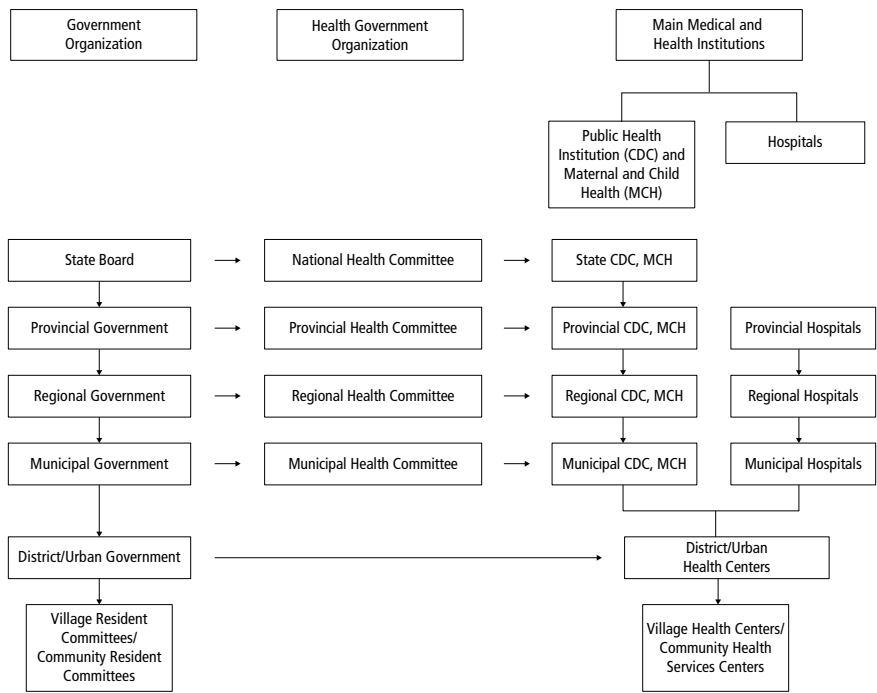 Government
Organization
Health Government
Organization
Main Medical and
Health Institutions
Public Health
Institution (CDC) and
Maternal and Child
Health (MCH)
Hospitals
State Board
National Health Committee
State CDC, MCH
Provincial Government
Provincial Health Committee
Provincial CDC, MCH
Provincial Hospitals
Regional Government
Regional Health Committee
Regional CDC, MCH
Regional Hospitals
Municipal Government
Municipal Health Committee
Municipal CDC, MCH
Municipal Hospitals
District/Urban Government
District/Urban
Health Centers
Village Resident
Committees/
Community Resident
Committees
Village Health Centers/
Community Health
Services Centers